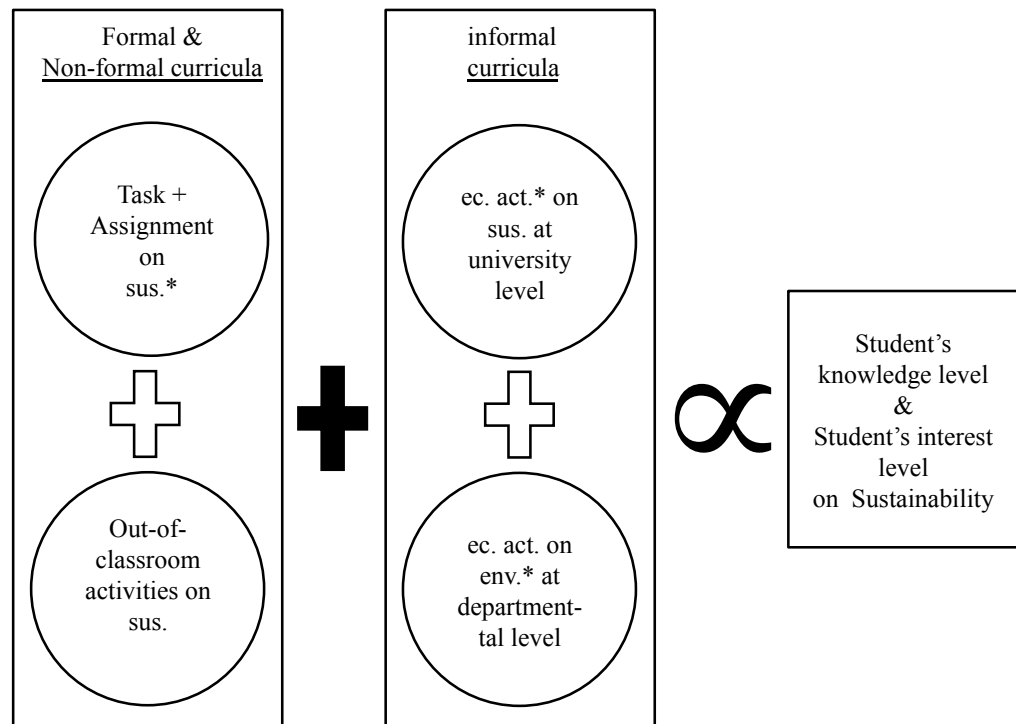 Formal &
Non-formal curricula
Task +
Assignment
on
sus.*
Out-of-
classroom
activities on
sus.
informal
curricula
ec. act.* on
sus. at
university
level
ec. act. on
env.* at
department-
tal level
∝
Student’s
knowledge level
&
Student’s interest
level
on Sustainability